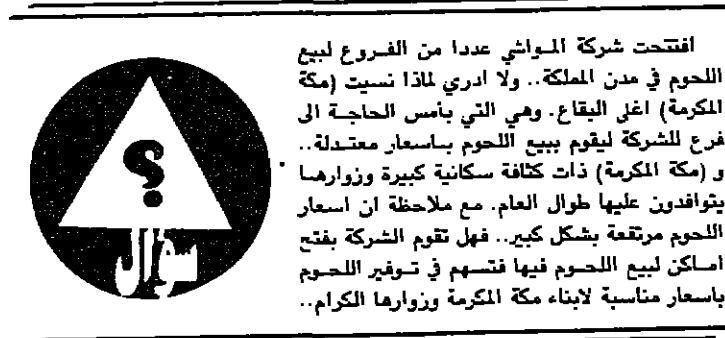 افتتحت شركة المواشي عددا من الفروع لبيع
اللحوم في مدن المملكة.. ولا ادري لماذا نسيت (مكة
المكرمة) اغلى البقاع. وهي التي بأمس الحاجة الى
فرع للشركة ليقوم ببيع اللحوم باسعار معتدلة..
و (مكة المكرمة) ذات كثافة سكانية كبيرة وزوارها
يتوافدون عليها طوال العام. مع ملاحظة ان اسعار
اللحوم مرتفعة بشكل كبير.. فهل تقوم الشركة بفتح
اماكن لبيع اللحوم فيها فتسهم في توفير اللحوم
باسعار مناسبة لابناء مكة المكرمة وزوارها الكرام..
؟
سؤال